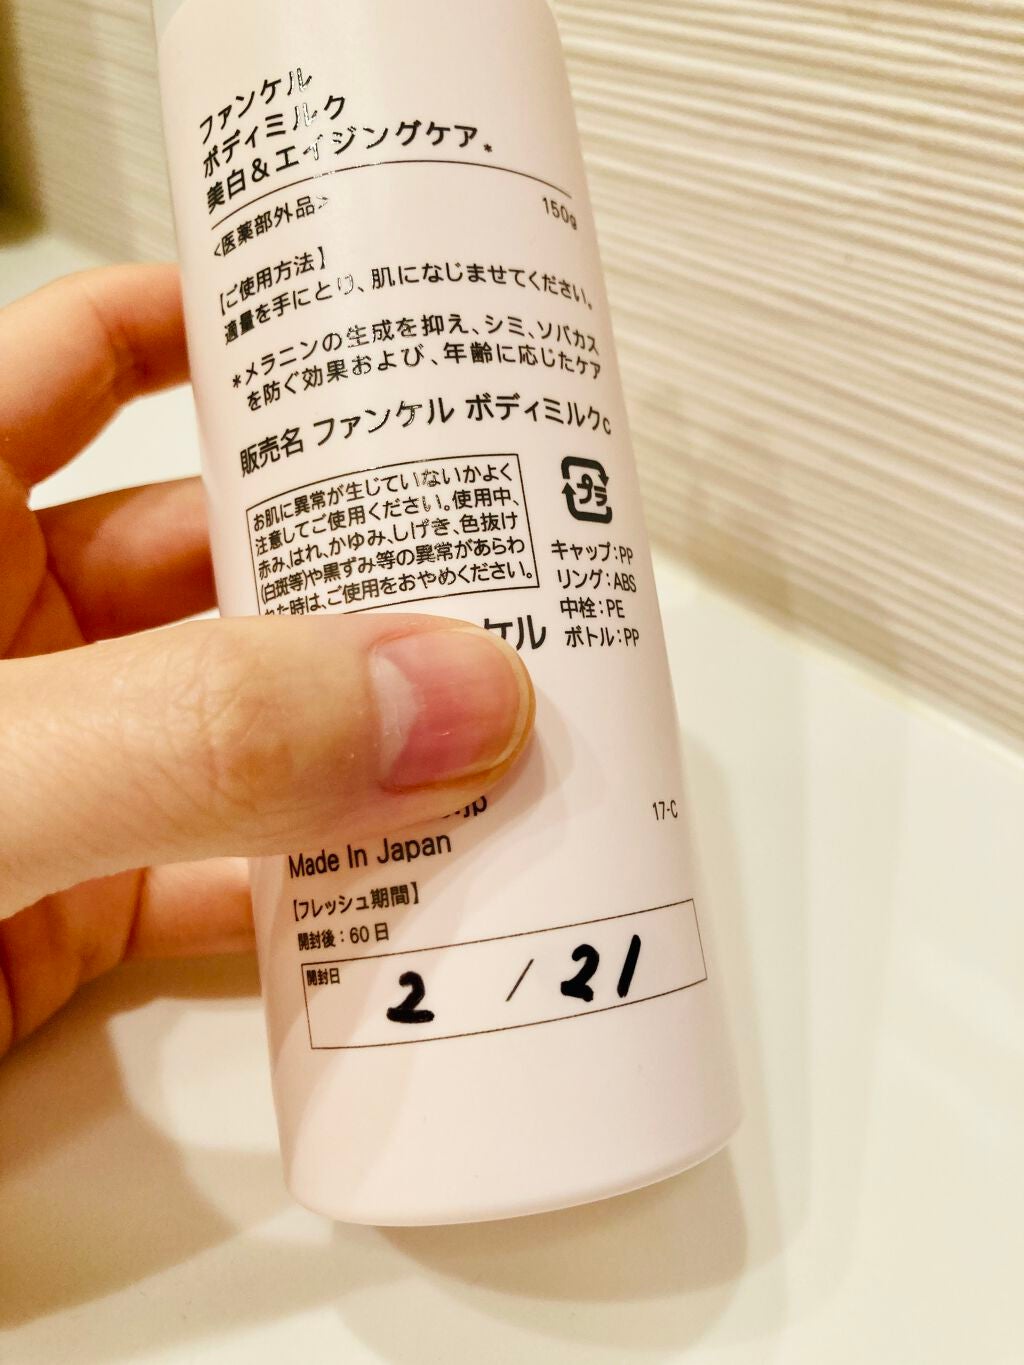 ファンケル
ボディミルク
美白＆エイジングケア*
<医薬部外品>
150g
【ご使用方法】
適量を手にとり、肌になじませてください。
*メラニンの生成を抑え、シミ、ソバカス
を防ぐ効果および、年齢に応じたケア
販売名 ファンケル ボディミルクc
お肌に異常が生じていないかよく
注意してご使用ください。使用中、
赤み、はれ、かゆみ、しげき、色抜け
(白斑等)や黒ずみ等の異常があらわ
れた時は、ご使用をおやめください。
プラ
キャップ:PP
リング:ABS
中栓:PE
ボトル:PP
ケル
.jp
17-C
Made In Japan
【フレッシュ期間】
開封後：60日
開封日
2 / 21